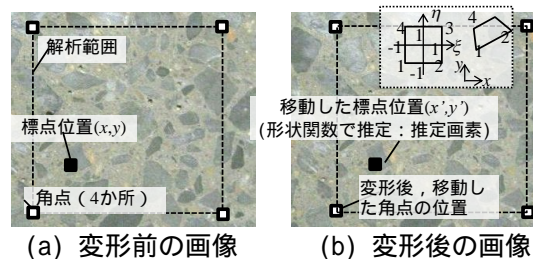 解析範囲
標点位置(x,y)
角点（4か所）
(a) 変形前の画像
η
4
3
1
-1
1
ξ
1
2
-1
y
x
4
2
1
移動した標点位置(x’,y’)
(形状関数で推定：推定画素)
変形後，移動し
た角点の位置
(b) 変形後の画像